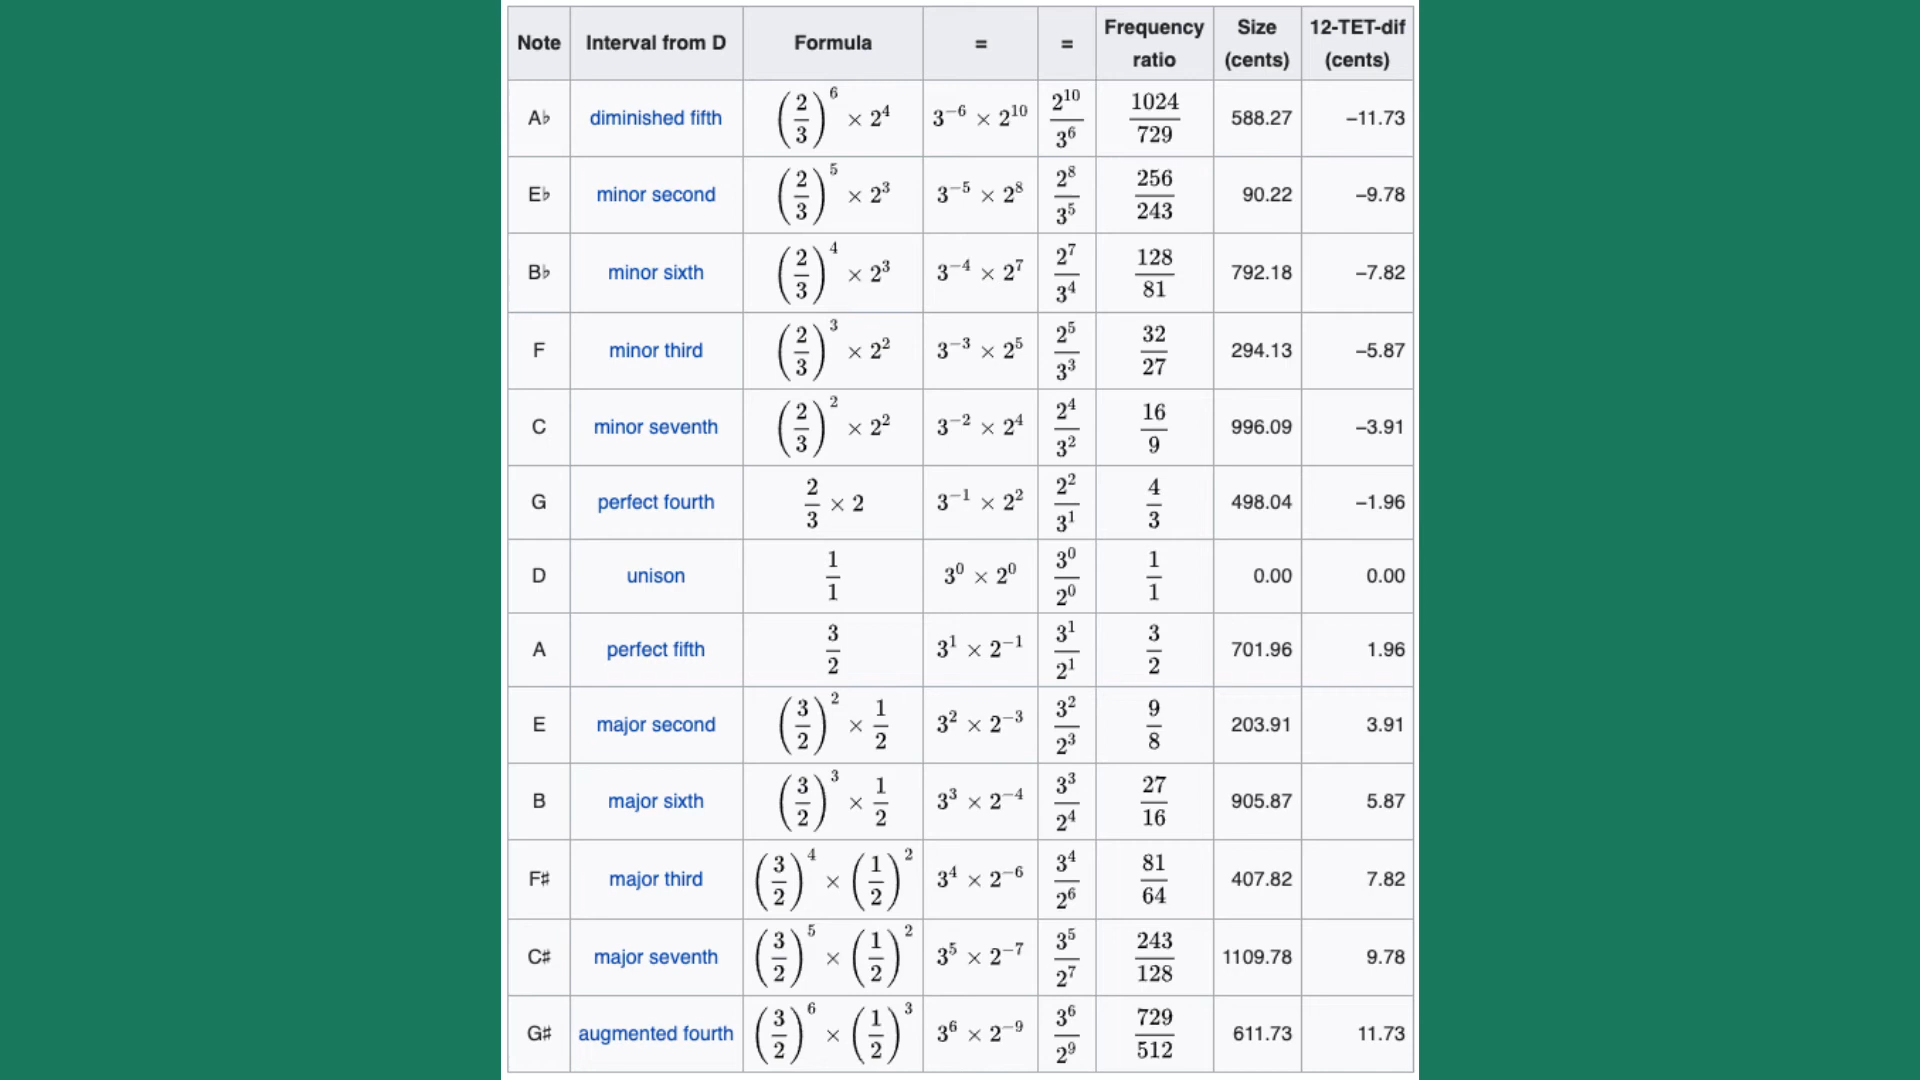 Note | Interval from D | Formula | = | = | Frequency ratio | Size (cents) | 12-TET-dif (cents)
A♭ | diminished fifth | (2/3)^6 × 2^4 | 3^−6 × 2^10 | 2^10/3^6 | 1024/729 | 588.27 | −11.73
E♭ | minor second | (2/3)^5 × 2^3 | 3^−5 × 2^8 | 2^8/3^5 | 256/243 | 90.22 | −9.78
B♭ | minor sixth | (2/3)^4 × 2^3 | 3^−4 × 2^7 | 2^7/3^4 | 128/81 | 792.18 | −7.82
F | minor third | (2/3)^3 × 2^2 | 3^−3 × 2^5 | 2^5/3^3 | 32/27 | 294.13 | −5.87
C | minor seventh | (2/3)^2 × 2^2 | 3^−2 × 2^4 | 2^4/3^2 | 16/9 | 996.09 | −3.91
G | perfect fourth | 2/3 × 2 | 3^−1 × 2^2 | 2^2/3^1 | 4/3 | 498.04 | −1.96
D | unison | 1/1 | 3^0 × 2^0 | 3^0/2^0 | 1/1 | 0.00 | 0.00
A | perfect fifth | 3/2 | 3^1 × 2^−1 | 3^1/2^1 | 3/2 | 701.96 | 1.96
E | major second | (3/2)^2 × 1/2 | 3^2 × 2^−3 | 3^2/2^3 | 9/8 | 203.91 | 3.91
B | major sixth | (3/2)^3 × 1/2 | 3^3 × 2^−4 | 3^3/2^4 | 27/16 | 905.87 | 5.87
F♯ | major third | (3/2)^4 × (1/2)^2 | 3^4 × 2^−6 | 3^4/2^6 | 81/64 | 407.82 | 7.82
C♯ | major seventh | (3/2)^5 × (1/2)^2 | 3^5 × 2^−7 | 3^5/2^7 | 243/128 | 1109.78 | 9.78
G♯ | augmented fourth | (3/2)^6 × (1/2)^3 | 3^6 × 2^−9 | 3^6/2^9 | 729/512 | 611.73 | 11.73